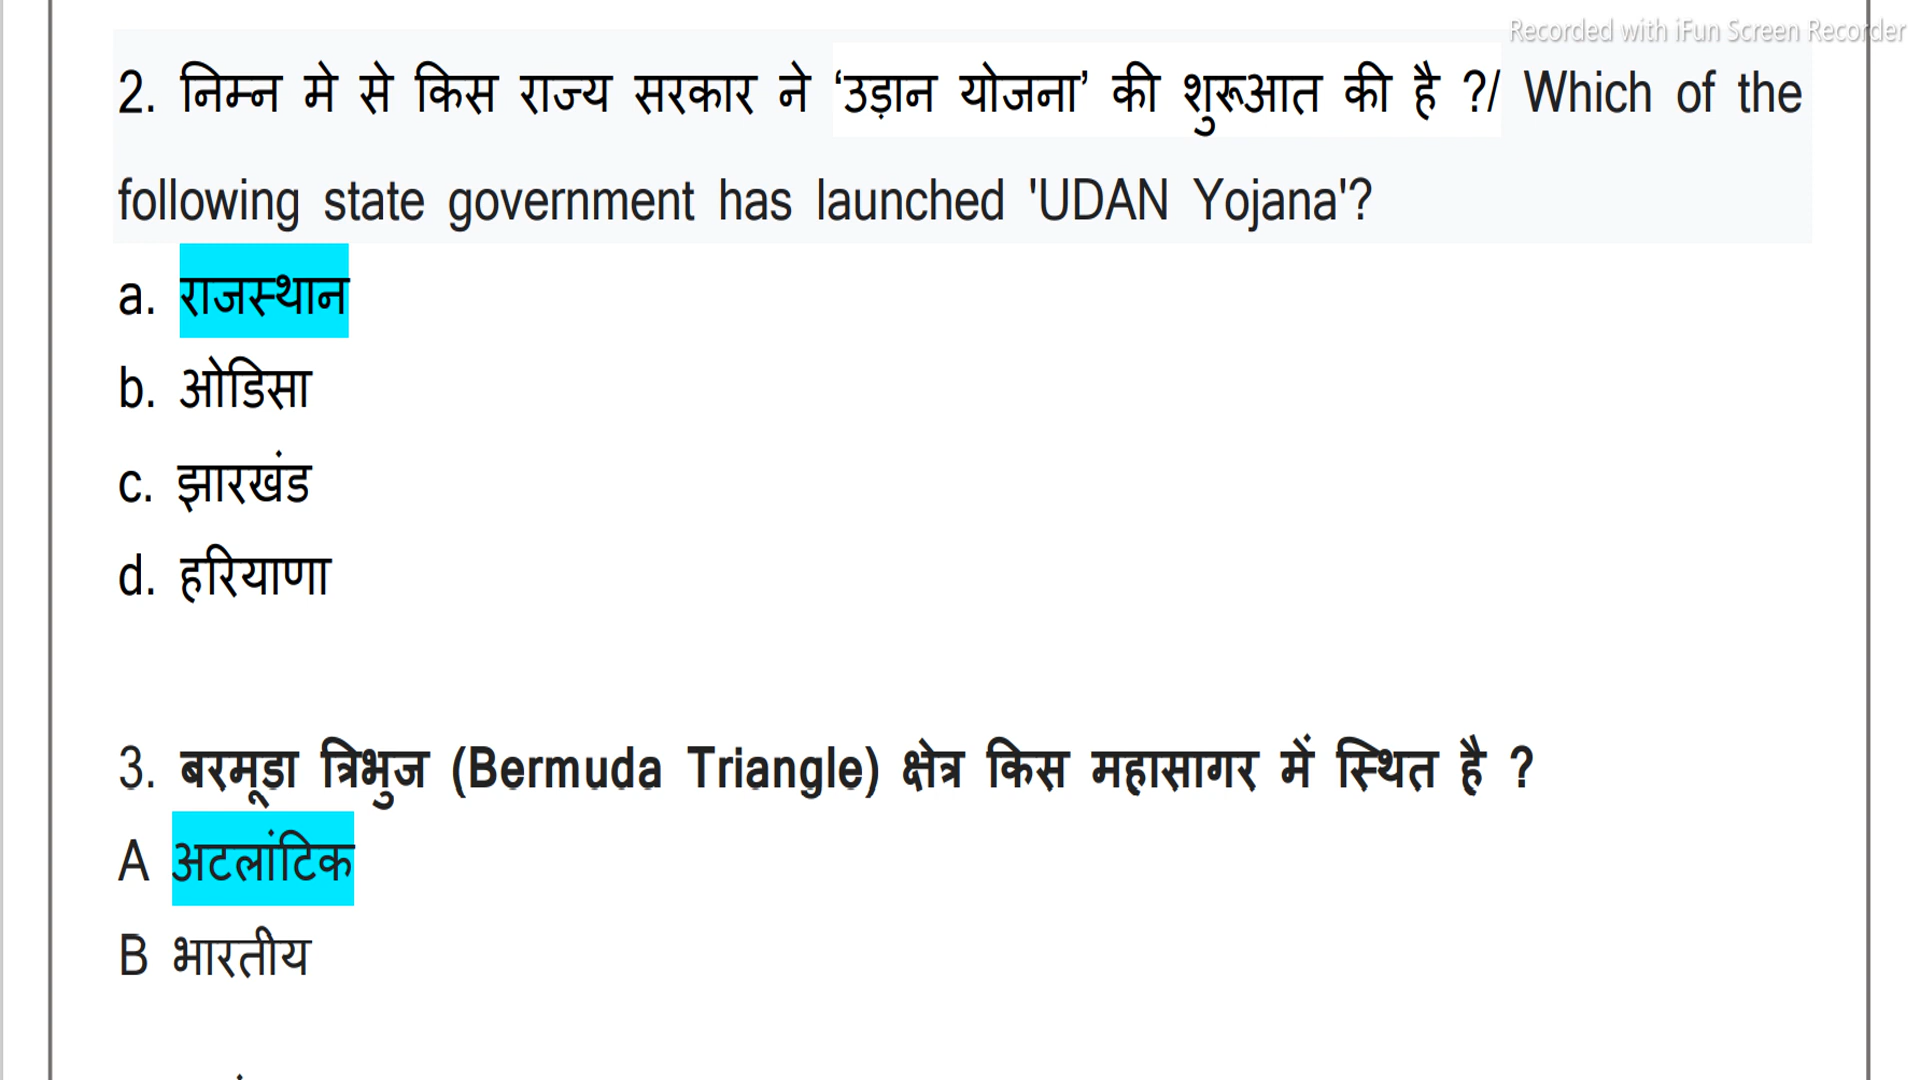 Recorded with iFun Screen Recorder
2. निम्न मे से किस राज्य सरकार ने ‘उड़ान योजना’ की शुरूआत की है ?/ Which of the
following state government has launched 'UDAN Yojana'?
a. राजस्थान
b. ओडिसा
c. झारखंड
d. हरियाणा
3. बरमूडा त्रिभुज (Bermuda Triangle) क्षेत्र किस महासागर में स्थित है ?
A अटलांटिक
B भारतीय